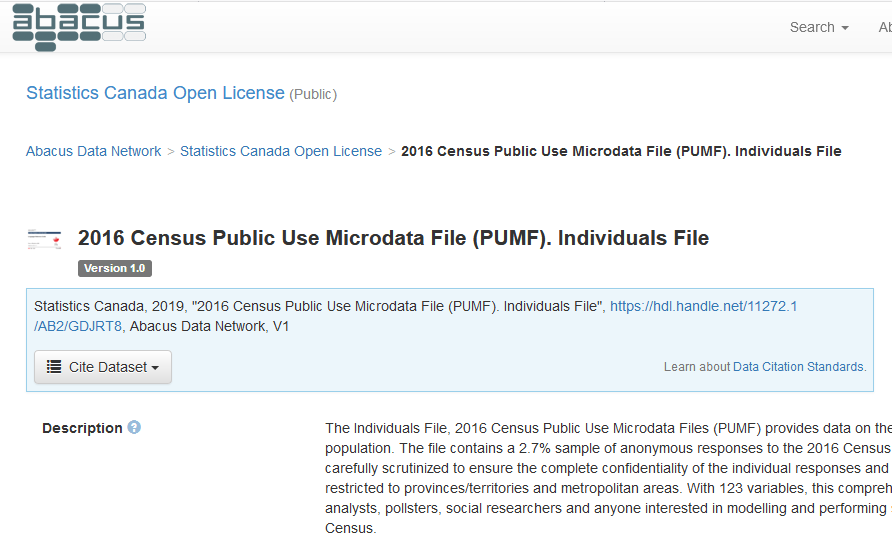 abacus
Search
Ab
Statistics Canada Open License (Public)
Abacus Data Network > Statistics Canada Open License > 2016 Census Public Use Microdata File (PUMF). Individuals File
2016 Census Public Use Microdata File (PUMF). Individuals File
Version 1.0
Statistics Canada, 2019, "2016 Census Public Use Microdata File (PUMF). Individuals File", https://hdl.handle.net/11272.1
/AB2/GDJRT8, Abacus Data Network, V1
Cite Dataset
Learn about Data Citation Standards.
Description ?
The Individuals File, 2016 Census Public Use Microdata Files (PUMF) provides data on the
population. The file contains a 2.7% sample of anonymous responses to the 2016 Census
carefully scrutinized to ensure the complete confidentiality of the individual responses and
restricted to provinces/territories and metropolitan areas. With 123 variables, this compreh
analysts, pollsters, social researchers and anyone interested in modelling and performing
Census.